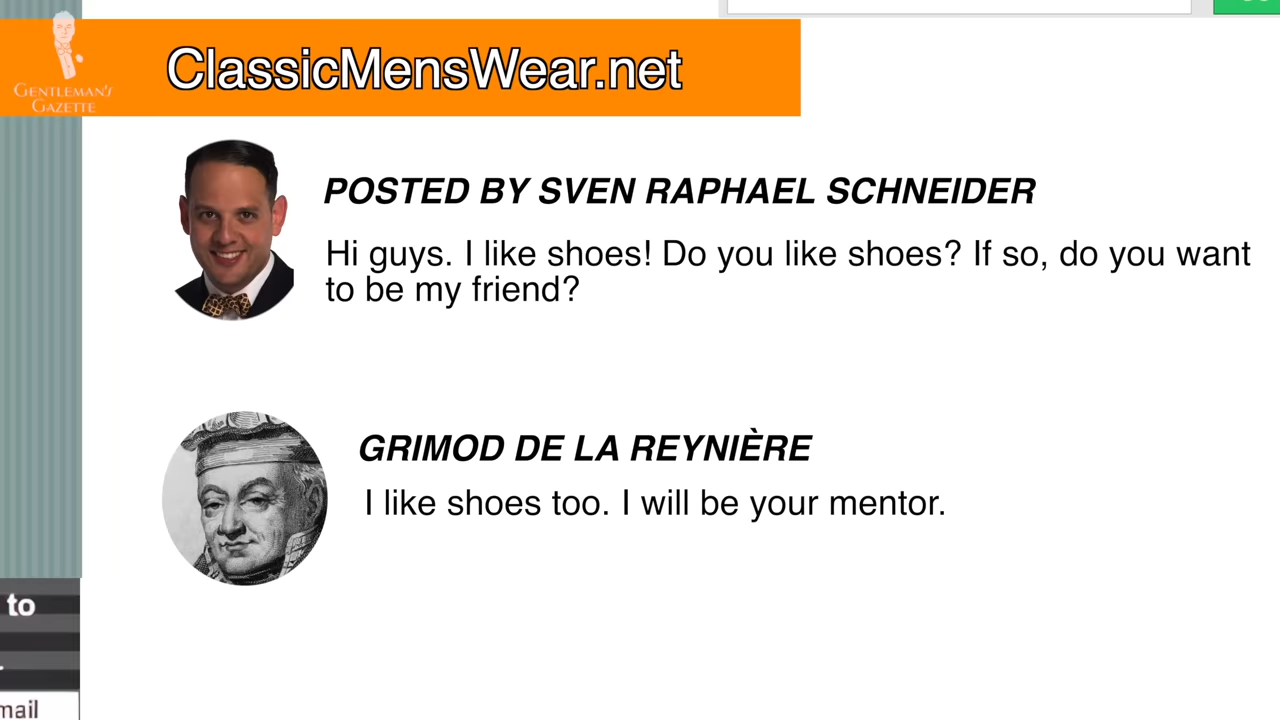 GENTLEMAN'S
GAZETTE
ClassicMensWear.net
POSTED BY SVEN RAPHAEL SCHNEIDER
Hi guys. I like shoes! Do you like shoes? If so, do you want
to be my friend?
GRIMOD DE LA REYNIÈRE
I like shoes too. I will be your mentor.
to
mail